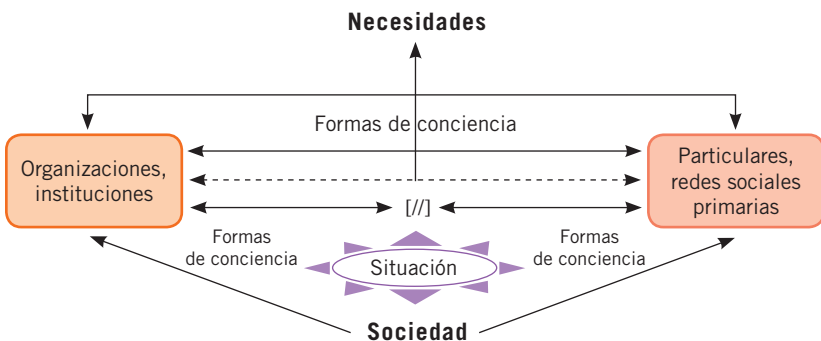 Necesidades
Formas de conciencia
Organizaciones,
instituciones
Particulares,
redes sociales
primarias
[//]
Formas
de conciencia
Situación
Formas
de conciencia
Sociedad